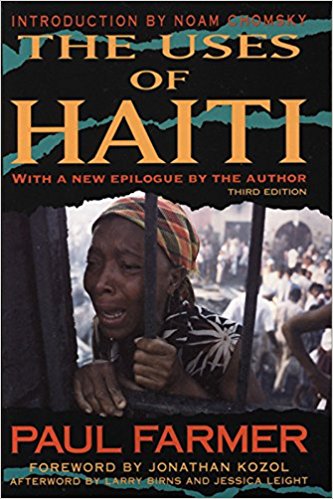 INTRODUCTION BY NOAM CHOMSKY
THE USES
OF
HAITI
WITH A NEW EPILOGUE BY THE AUTHOR
THIRD EDITION
PAUL FARMER
FOREWORD BY JONATHAN KOZOL
AFTERWORD BY LARRY BIRNS AND JESSICA LEIGHT